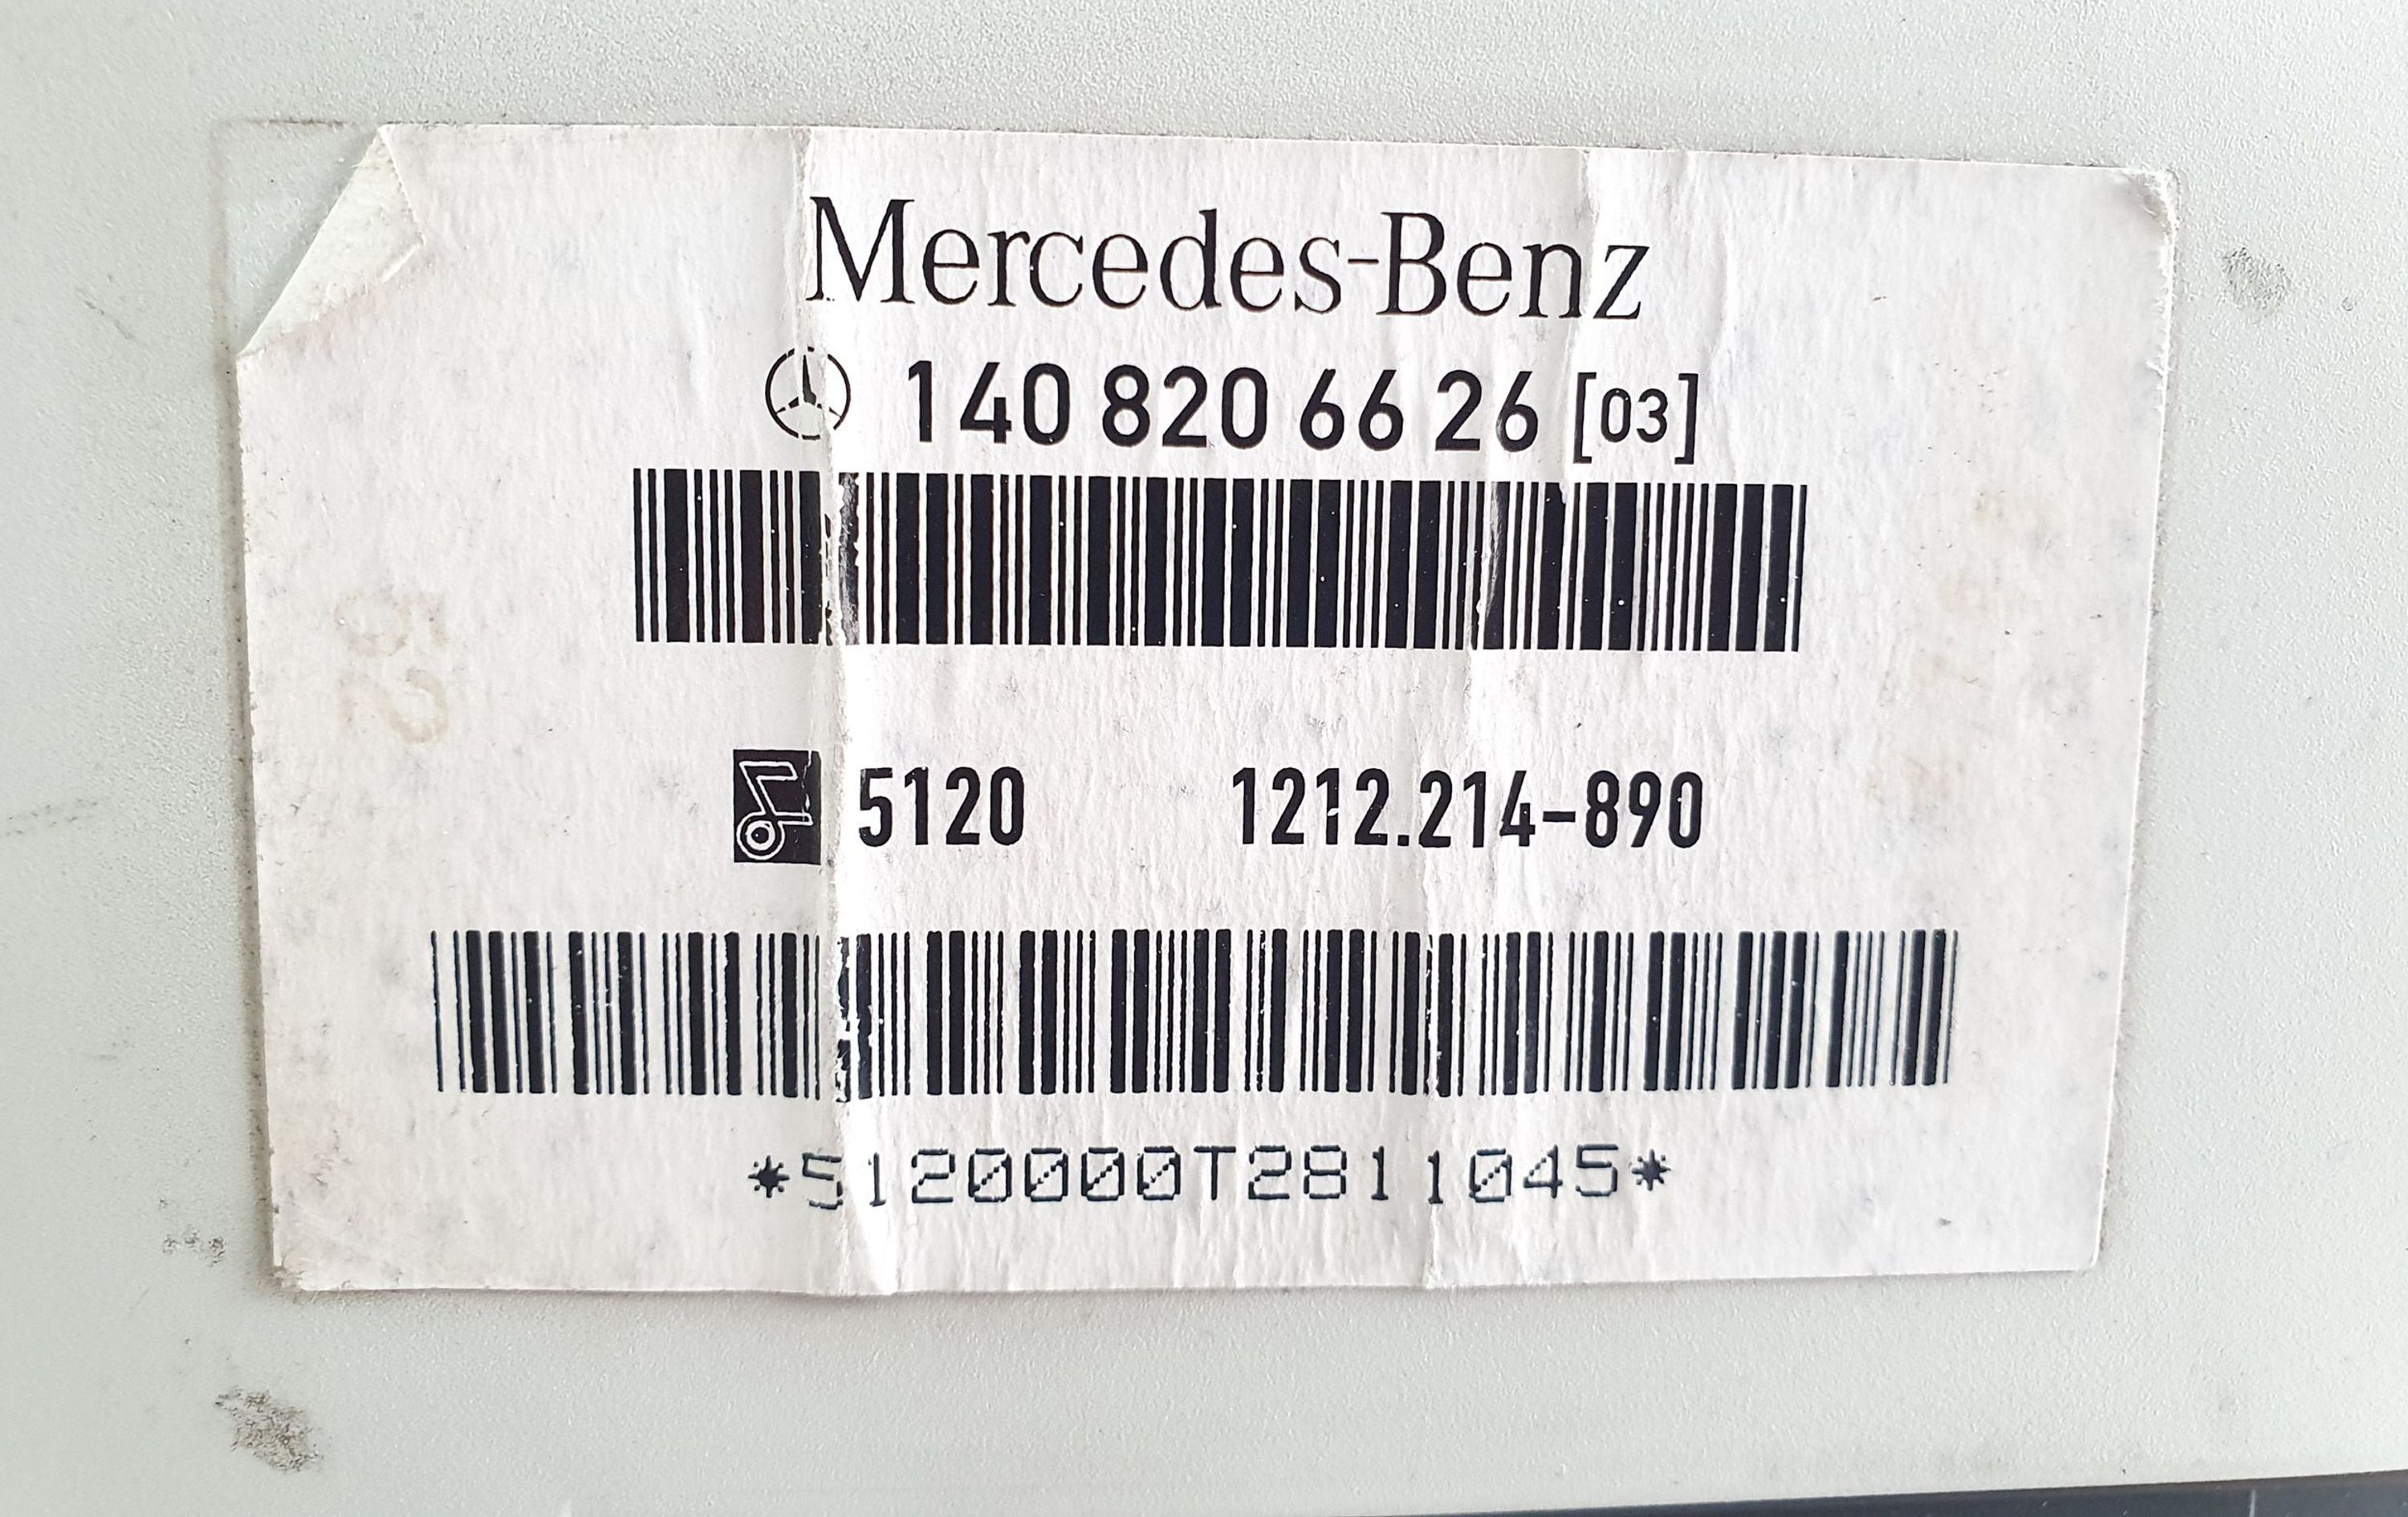 Mercedes-Benz
140 820 66 26 [03]
5120 1212.214-890
*5120000T2811045*